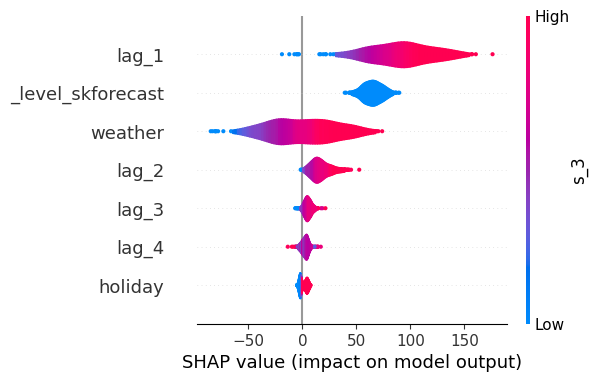 High
lag_1
_level_skforecast
weather
lag_2
lag_3
lag_4
holiday
s_3
Low
−50 0 50 100 150
SHAP value (impact on model output)